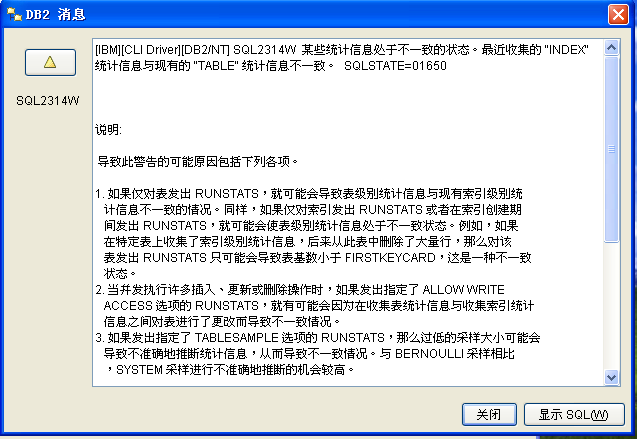 DB2 消息
[IBM][CLI Driver][DB2/NT] SQL2314W 某些统计信息处于不一致的状态。最近收集的 "INDEX"
统计信息与现有的 "TABLE" 统计信息不一致。 SQLSTATE=01650
SQL2314W
说明:
导致此警告的可能原因包括下列各项。
1. 如果仅对表发出 RUNSTATS，就可能会导致表级别统计信息与现有索引级别统
计信息不一致的情况。同样，如果仅对索引发出 RUNSTATS 或者在索引创建期
间发出 RUNSTATS，就可能会使表级别统计信息处于不一致状态。例如，如果
在特定表上收集了索引级别统计信息，后来从此表中删除了大量行，那么对该
表发出 RUNSTATS 只可能会导致表基数小于 FIRSTKEYCARD，这是一种不一致
状态。
2. 当并发执行许多插入、更新或删除操作时，如果发出指定了 ALLOW WRITE
ACCESS 选项的 RUNSTATS，就有可能会因为在收集表统计信息与收集索引统计
信息之间对表进行了更改而导致不一致情况。
3. 如果发出指定了 TABLESAMPLE 选项的 RUNSTATS，那么过低的采样大小可能会
导致不准确地推断统计信息，从而导致不一致情况。与 BERNOULLI 采样相比
，SYSTEM 采样进行不准确地推断的机会较高。
关闭
显示 SQL(W)